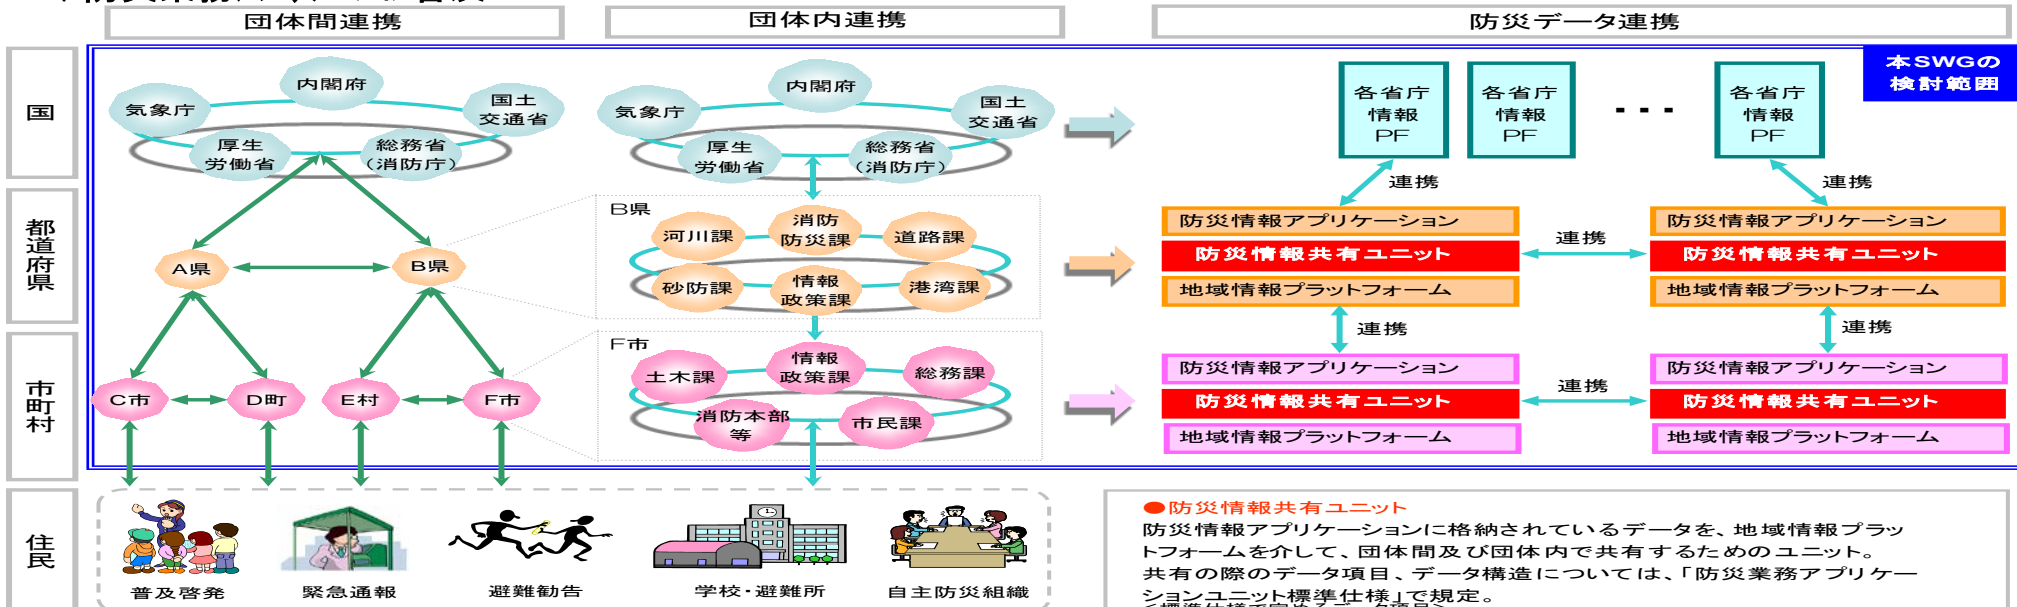 団体間連携
団体内連携
防災データ連携
国
都道府県
市町村
住民
本SWGの
検討範囲
内閣府
気象庁
国土
交通省
厚生
労働省
総務省
(消防庁)
A県
B県
C市
D町
E村
F市
内閣府
気象庁
国土
交通省
厚生
労働省
総務省
(消防庁)
B県
河川課
消防
防災課
道路課
砂防課
情報
政策課
港湾課
F市
土木課
情報
政策課
総務課
消防本部
等
市民課
各省庁
情報
PF
各省庁
情報
PF
・・・
各省庁
情報
PF
連携
連携
防災情報アプリケーション
防災情報共有ユニット
地域情報プラットフォーム
連携
防災情報アプリケーション
防災情報共有ユニット
地域情報プラットフォーム
連携
連携
防災情報アプリケーション
防災情報共有ユニット
地域情報プラットフォーム
連携
防災情報アプリケーション
防災情報共有ユニット
地域情報プラットフォーム
普及啓発
緊急通報
避難勧告
学校・避難所
自主防災組織
●防災情報共有ユニット
防災情報アプリケーションに格納されているデータを、地域情報プラッ
トフォームを介して、団体間及び団体内で共有するためのユニット。
共有の際のデータ項目、データ構造については、「防災業務アプリケー
ションユニット標準仕様」で規定。
<標準仕様で定めるデータ項目>